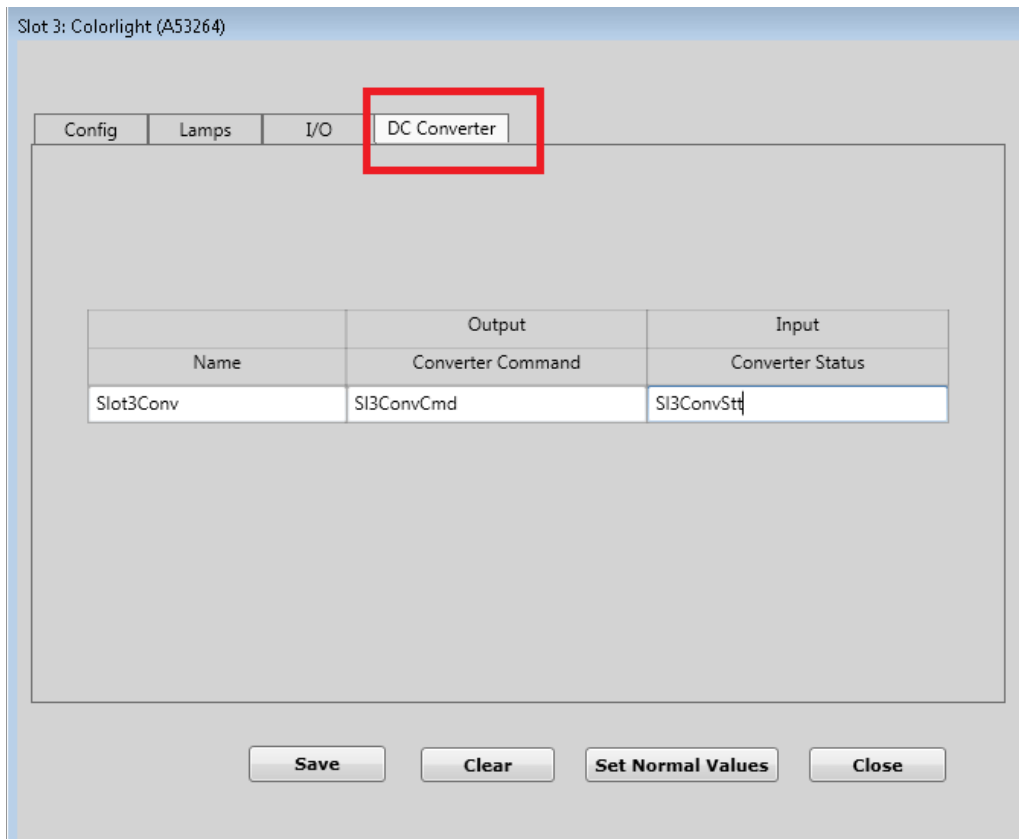 Slot 3: Colorlight (A53264)
Config Lamps I/O DC Converter
Output Input
Name Converter Command Converter Status
Slot3Conv Sl3ConvCmd Sl3ConvStt
Save Clear Set Normal Values Close